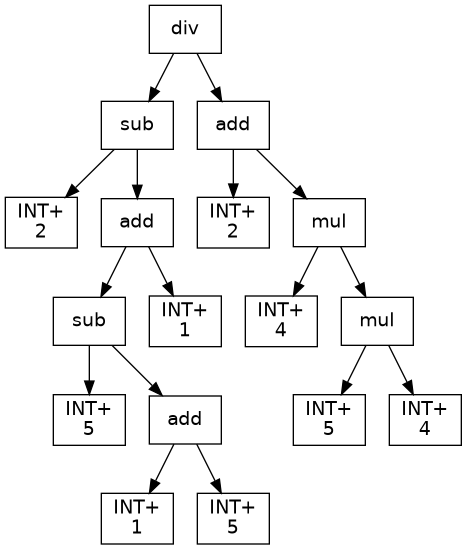 div
sub
add
INT+
2
add
INT+
2
mul
sub
INT+
1
INT+
4
mul
INT+
5
add
INT+
5
INT+
4
INT+
1
INT+
5